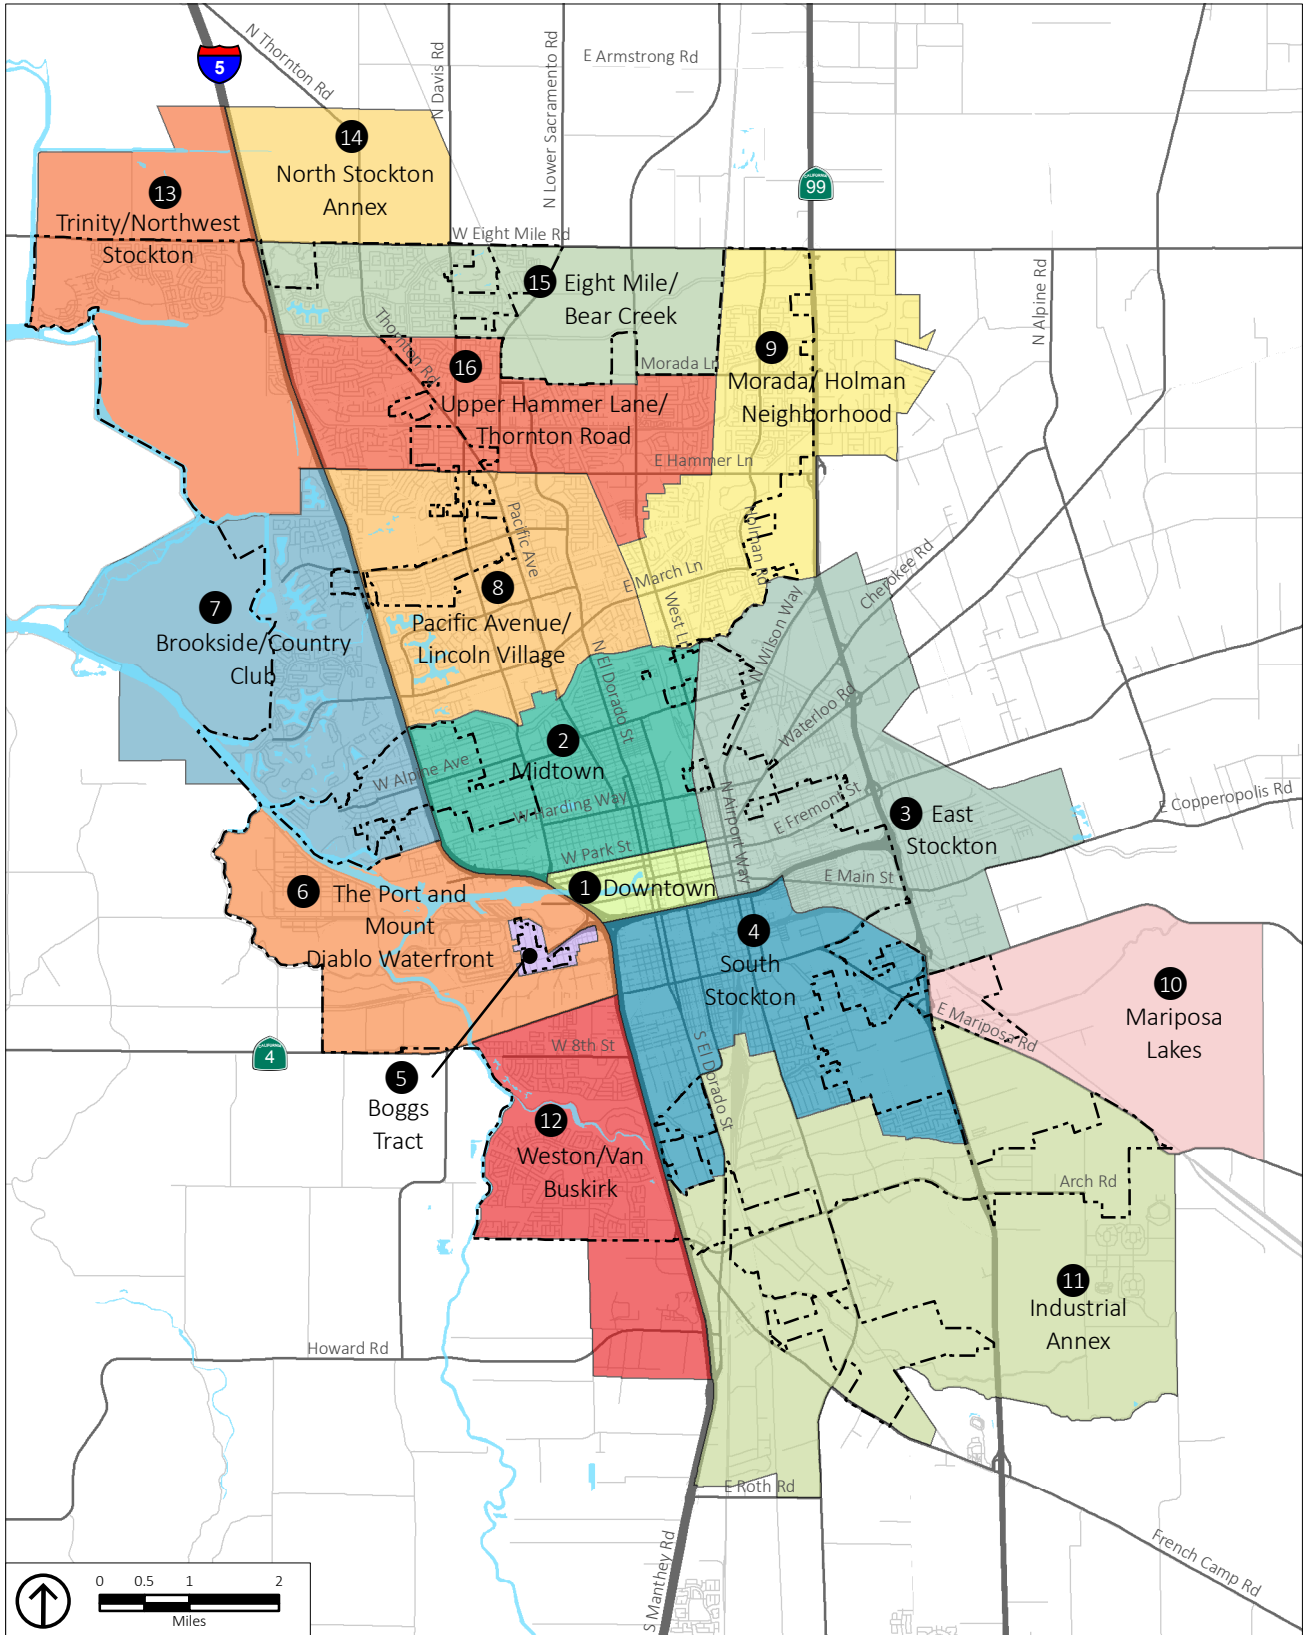 N Thornton Rd
5
N Davis Rd
N Lower Sacramento Rd
E Armstrong Rd
14
North Stockton
Annex
13
Trinity/Northwest
Stockton
CALIFORNIA
99
W Eight Mile Rd
15
Eight Mile/
Bear Creek
N Alpine Rd
Thornton Rd
16
Upper Hammer Lane/
Thornton Road
Morada Ln
9
Morada/ Holman
Neighborhood
E Hammer Ln
Pacific Ave
Holman Rd
E March Ln
West Ln
Cherokee Rd
8
Pacific Avenue/
Lincoln Village
7
Brookside/Country
Club
N El Dorado St
N Wilson Way
Waterloo Rd
2
Midtown
W Alpine Ave
W Harding Way
N Airport Way
E Fremont St
3
East
Stockton
E Copperopolis Rd
W Park St
1
Downtown
E Main St
6
The Port and
Mount
Diablo Waterfront
4
South
Stockton
10
Mariposa
Lakes
E Mariposa Rd
CALIFORNIA
4
W 8th St
S El Dorado St
5
Boggs
Tract
12
Weston/Van
Buskirk
Arch Rd
11
Industrial
Annex
Howard Rd
E Roth Rd
S Manthey Rd
French Camp Rd
0 0.5 1 2
Miles